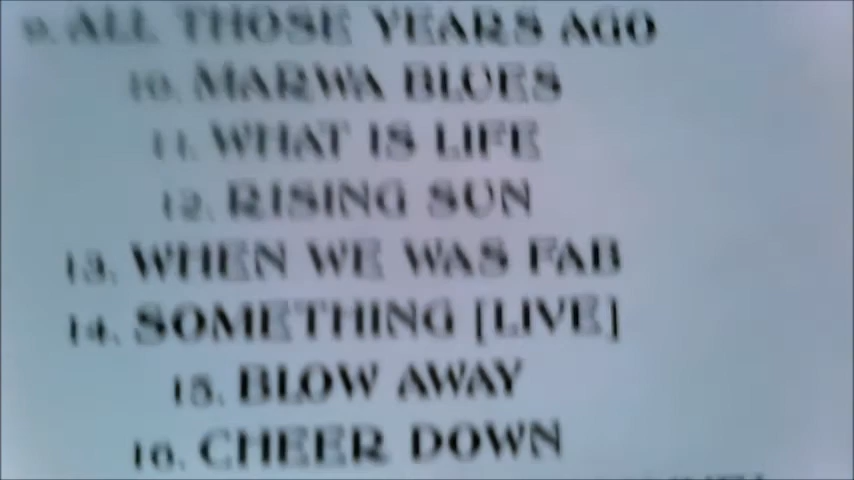 9. ALL THOSE YEARS AGO
10. MARWA BLUES
11. WHAT IS LIFE
12. RISING SUN
13. WHEN WE WAS FAB
14. SOMETHING [LIVE]
15. BLOW AWAY
16. CHEER DOWN